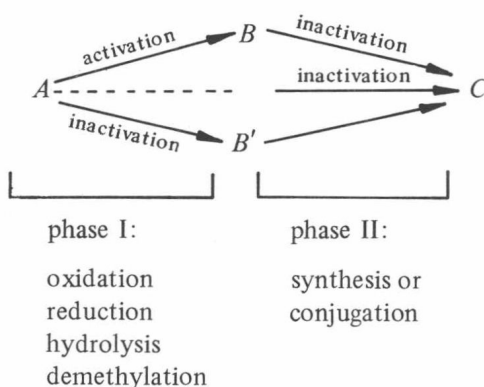 activation
B
inactivation
A
inactivation
C
inactivation
B'
phase I:
oxidation
reduction
hydrolysis
demethylation
phase II:
synthesis or
conjugation